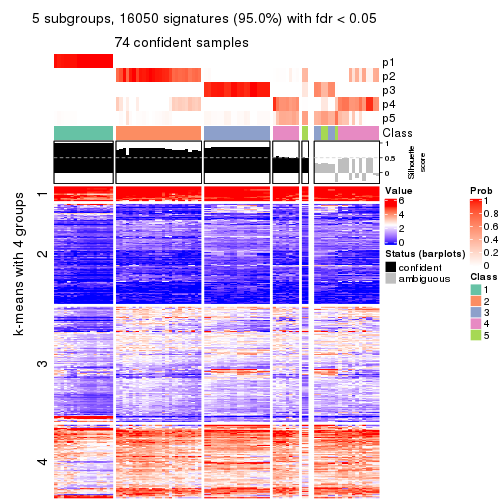 5 subgroups, 16050 signatures (95.0%) with fdr < 0.05
74 confident samples
p1
p2
p3
p4
p5
Class
1
0.5
0
Silhouette
score
k-means with 4 groups
1
2
3
4
Value
6
4
2
0
Status (barplots)
confident
ambiguous
Prob
1
0.8
0.6
0.4
0.2
0
Class
1
2
3
4
5